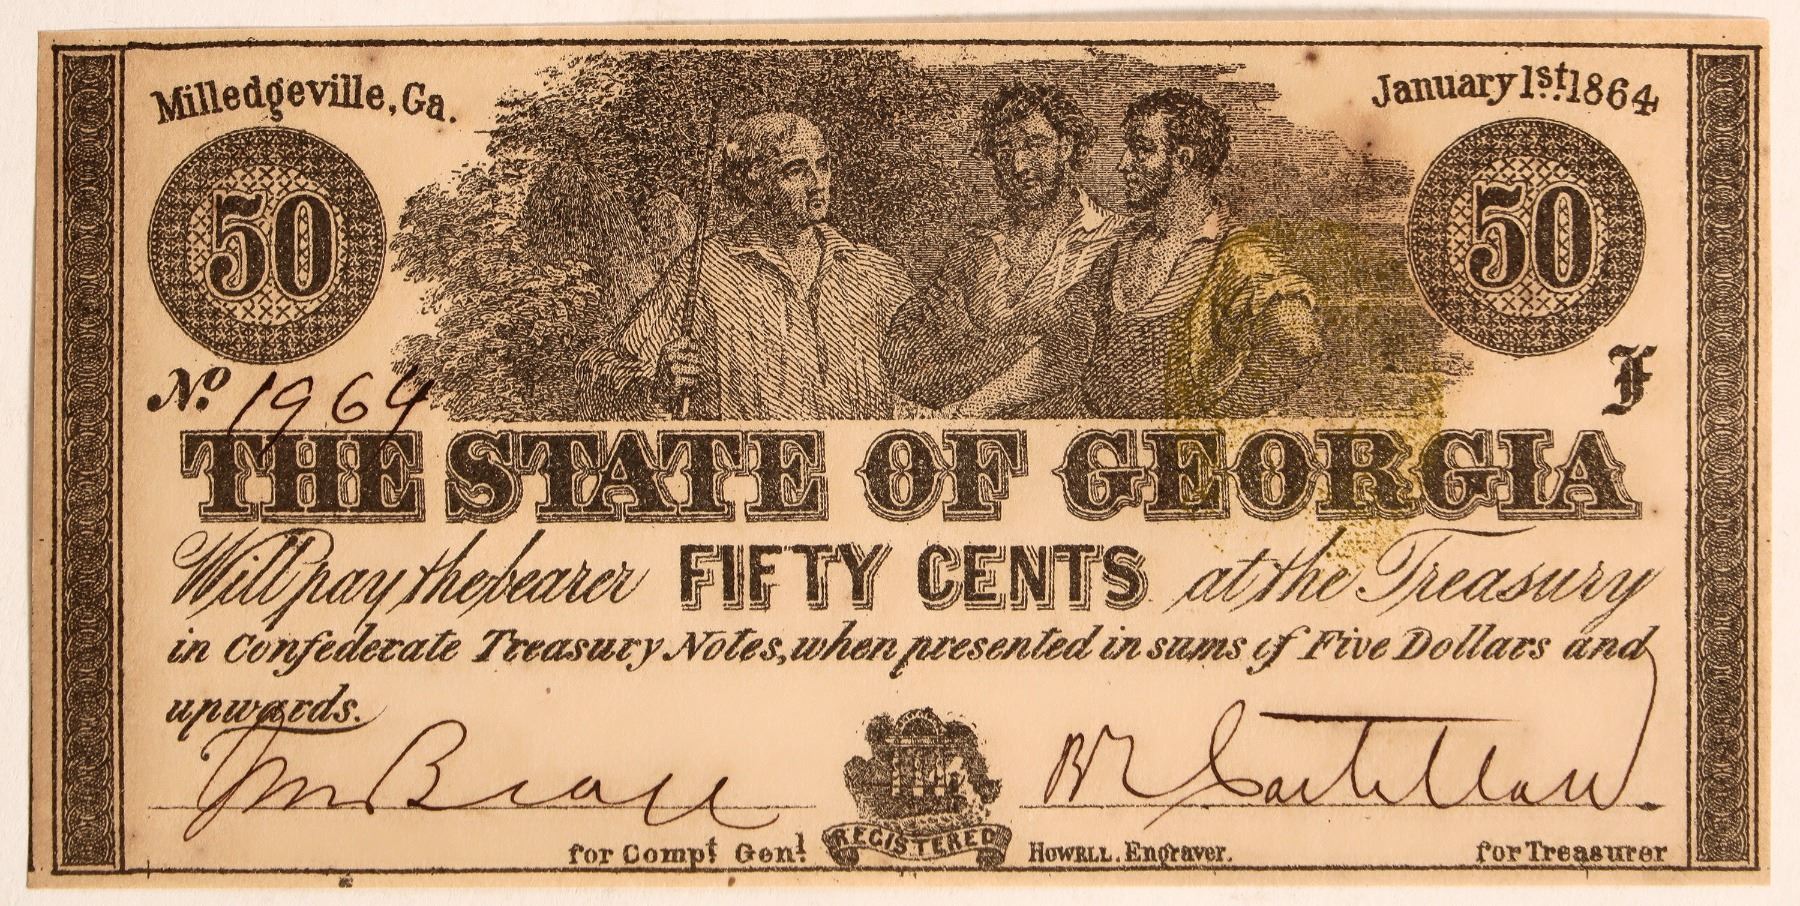 Milledgeville, Ga.
January 1st. 1864
50
50
No. 1964
F
THE STATE OF GEORGIA
Will pay the bearer FIFTY CENTS at the Treasury
in Confederate Treasury Notes, when presented in sums of Five Dollars and
upwards.
for Compt. Genl.
REGISTERED
HOWELL. Engraver.
for Treasurer